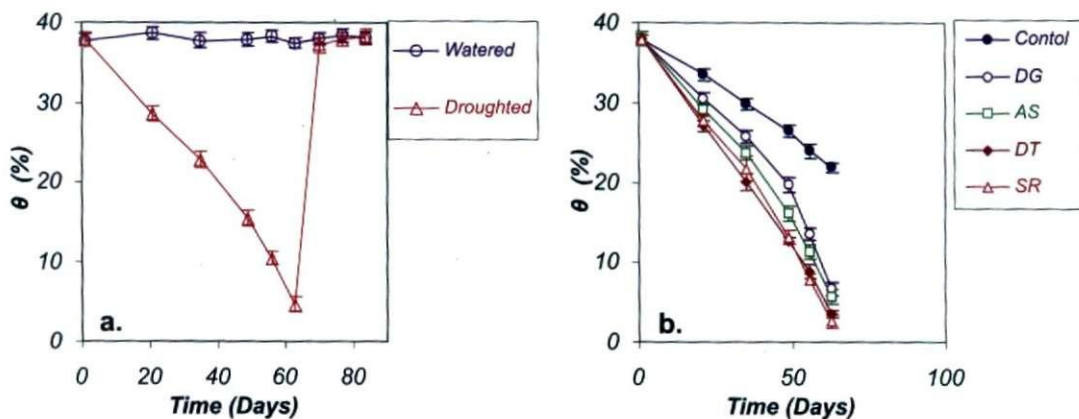 40
30
20
10
0
θ (%)
0 20 40 60 80
Time (Days)
a.
Watered
Droughted
40
30
20
10
0
θ (%)
0 50 100
Time (Days)
b.
Contol
DG
AS
DT
SR